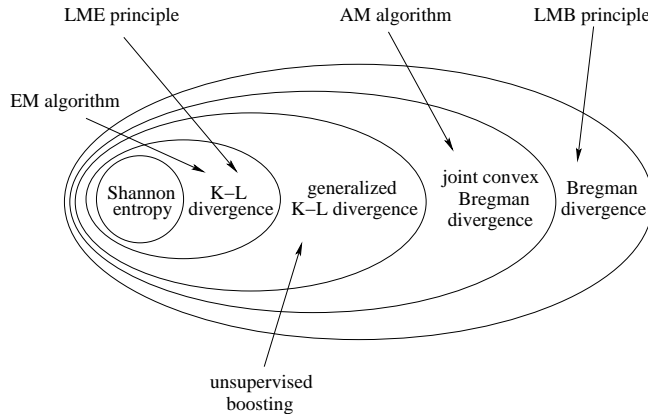 LME principle
AM algorithm
LMB principle
EM algorithm
Shannon
entropy
K–L
divergence
generalized
K–L divergence
joint convex
Bregman
divergence
Bregman
divergence
unsupervised
boosting